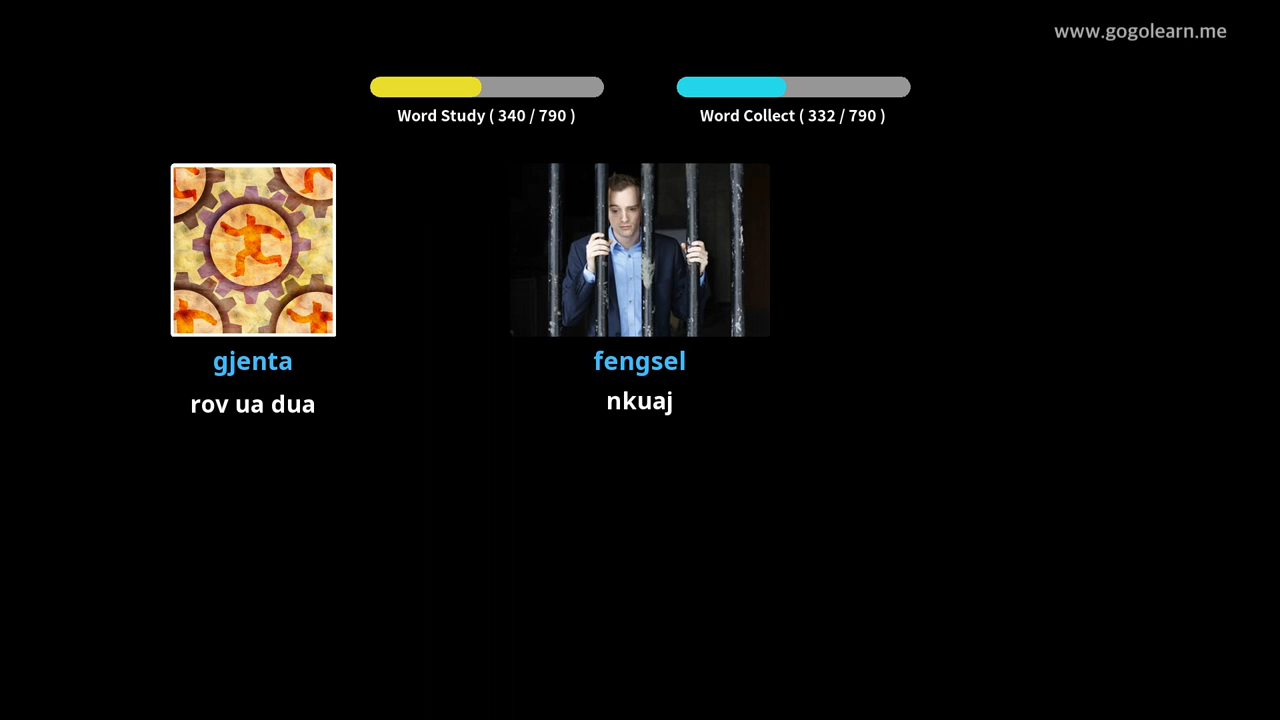 www.gogolearn.me
Word Study ( 340 / 790 )
Word Collect ( 332 / 790 )
gjenta
rov ua dua
fengsel
nkuaj